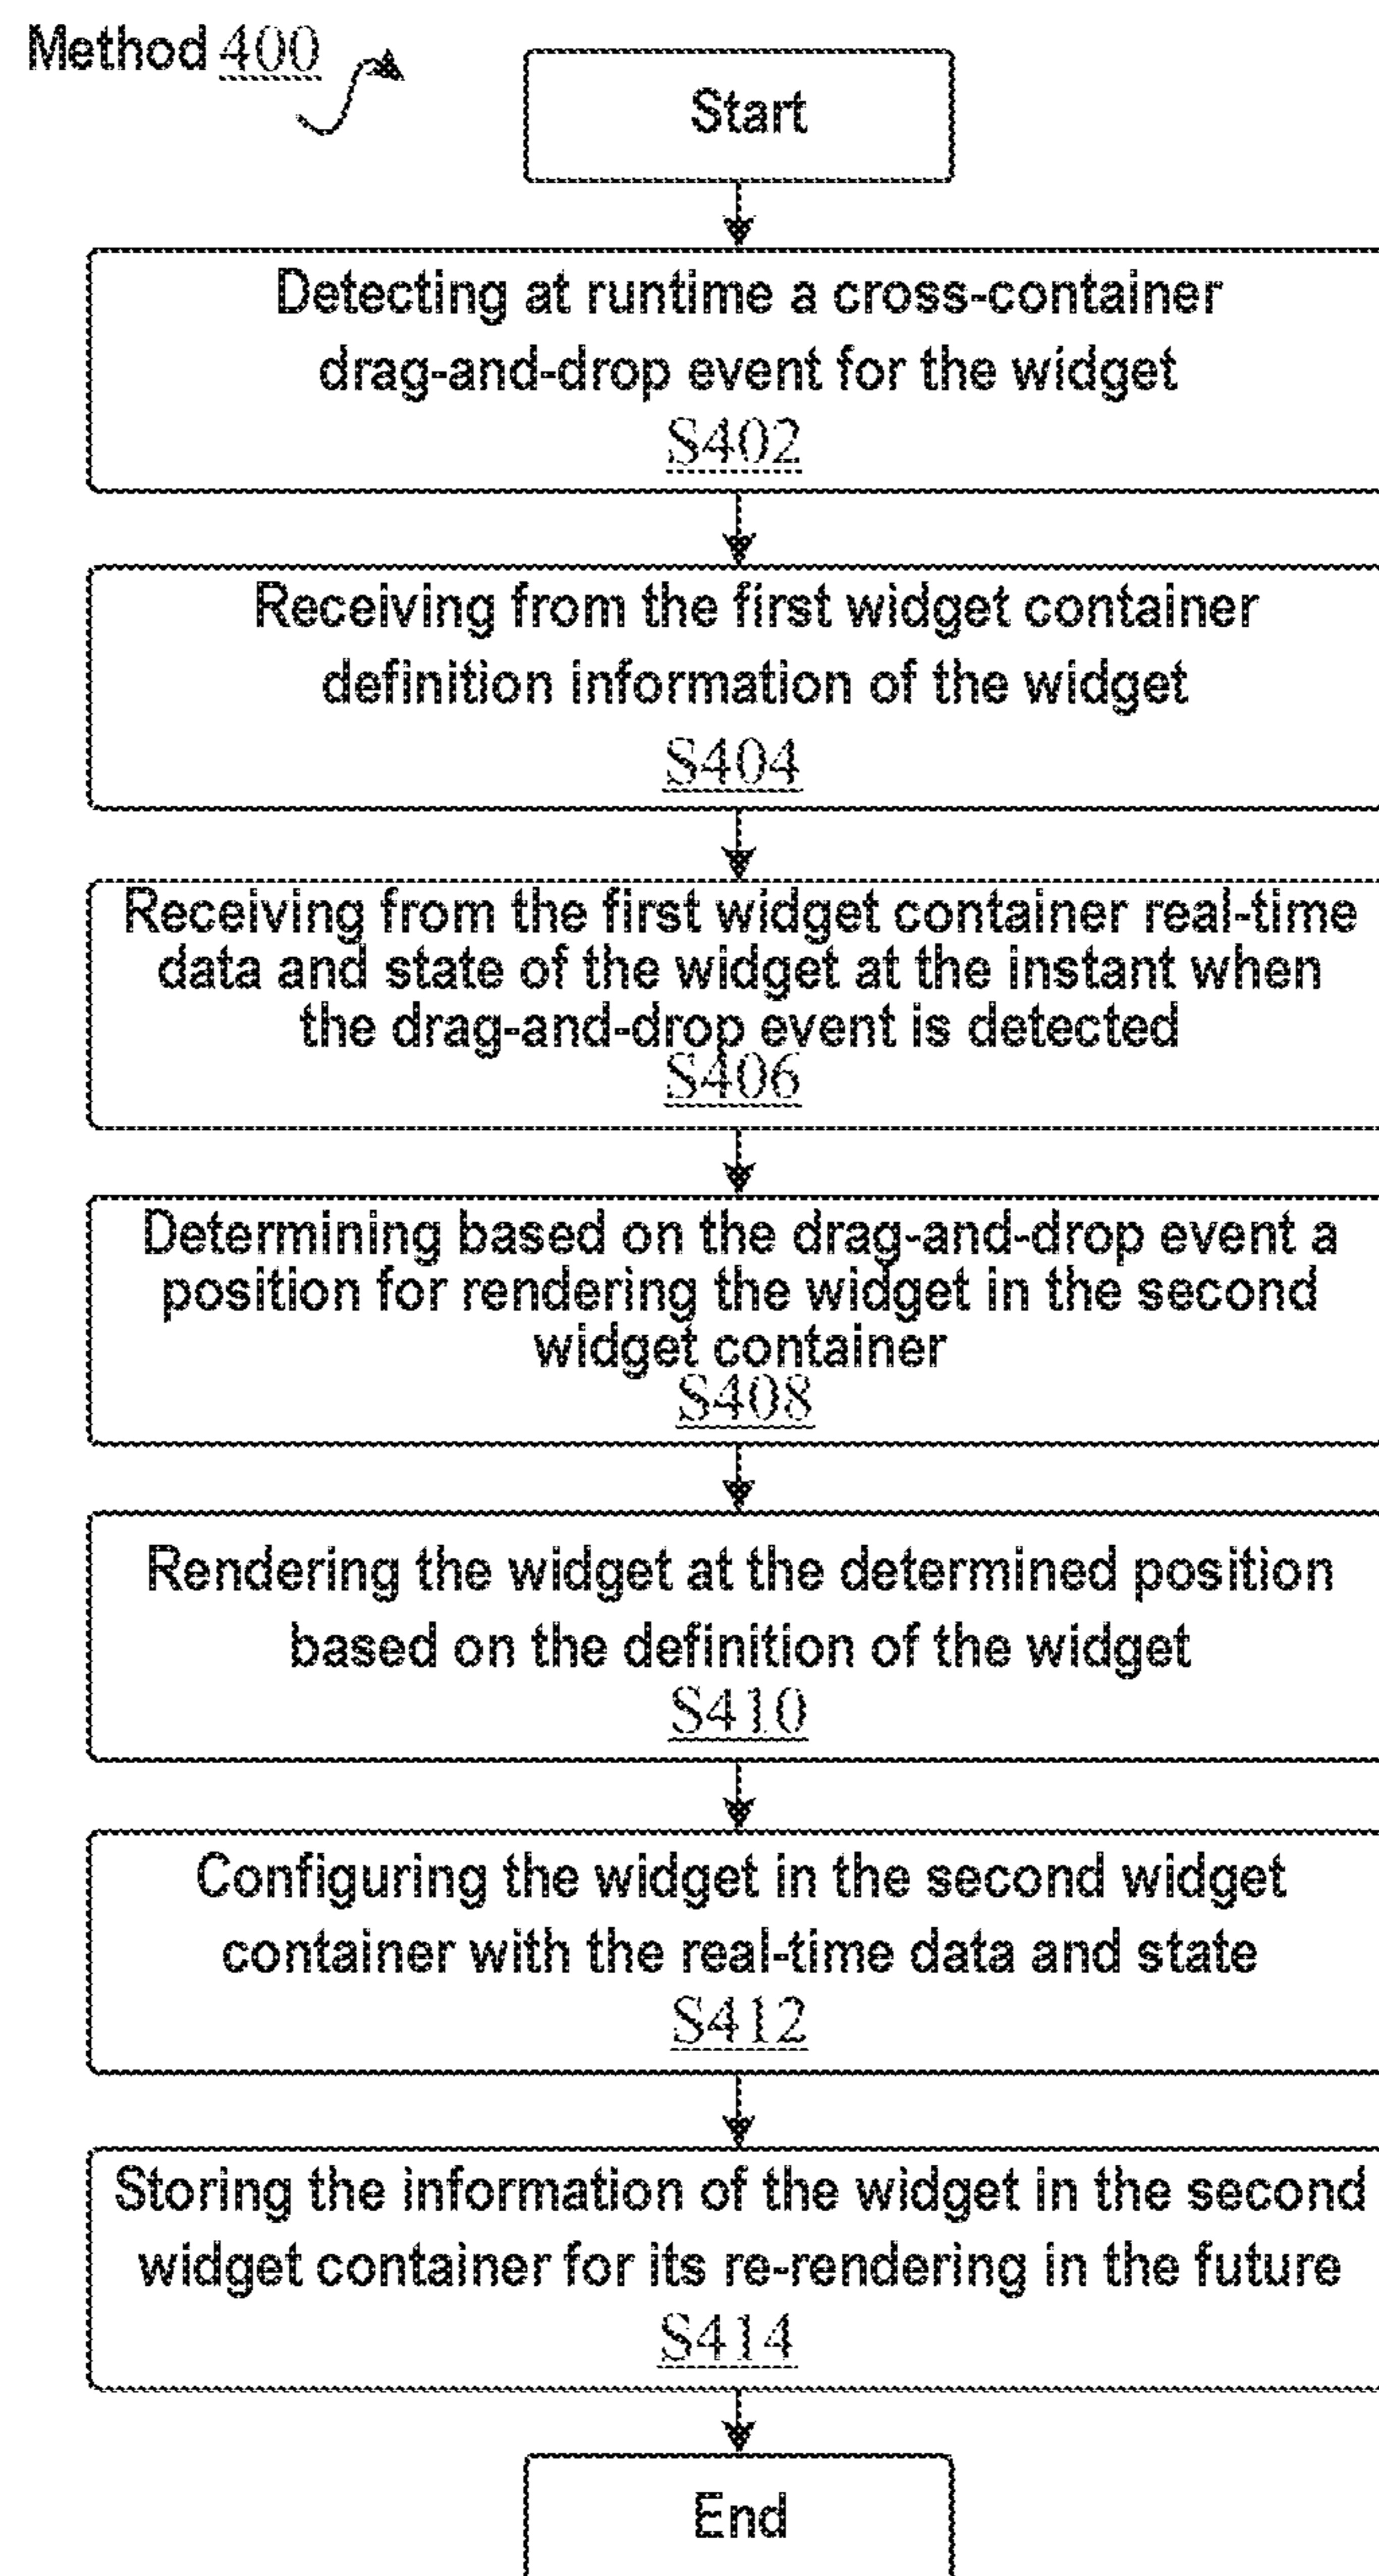 Method 400
Start
Detecting at runtime a cross-container
drag-and-drop event for the widget
S402
Receiving from the first widget container
definition information of the widget
S404
Receiving from the first widget container real-time
data and state of the widget at the instant when
the drag-and-drop event is detected
S406
Determining based on the drag-and-drop event a
position for rendering the widget in the second
widget container
S408
Rendering the widget at the determined position
based on the definition of the widget
S410
Configuring the widget in the second widget
container with the real-time data and state
S412
Storing the information of the widget in the second
widget container for its re-rendering in the future
S414
End